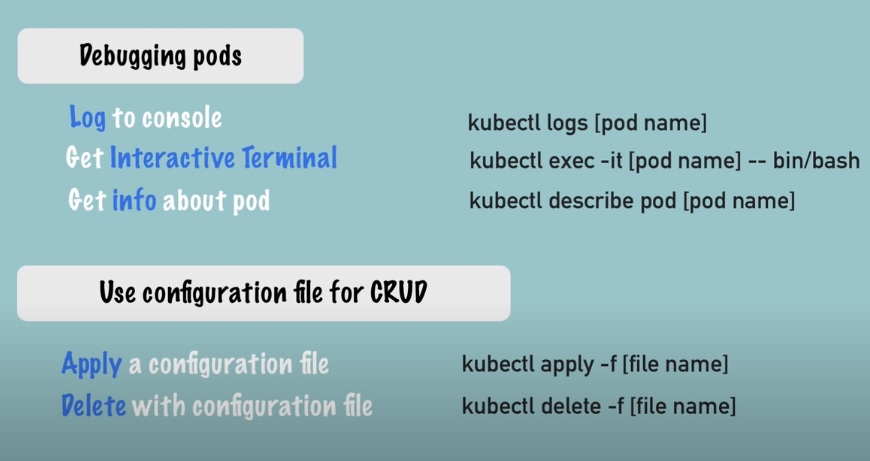 Debugging pods
Log to console kubectl logs [pod name]
Get Interactive Terminal kubectl exec -it [pod name] -- bin/bash
Get info about pod kubectl describe pod [pod name]
Use configuration file for CRUD
Apply a configuration file kubectl apply -f [file name]
Delete with configuration file kubectl delete -f [file name]